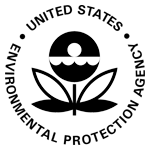 UNITED STATES
• ENVIRONMENTAL PROTECTION AGENCY •